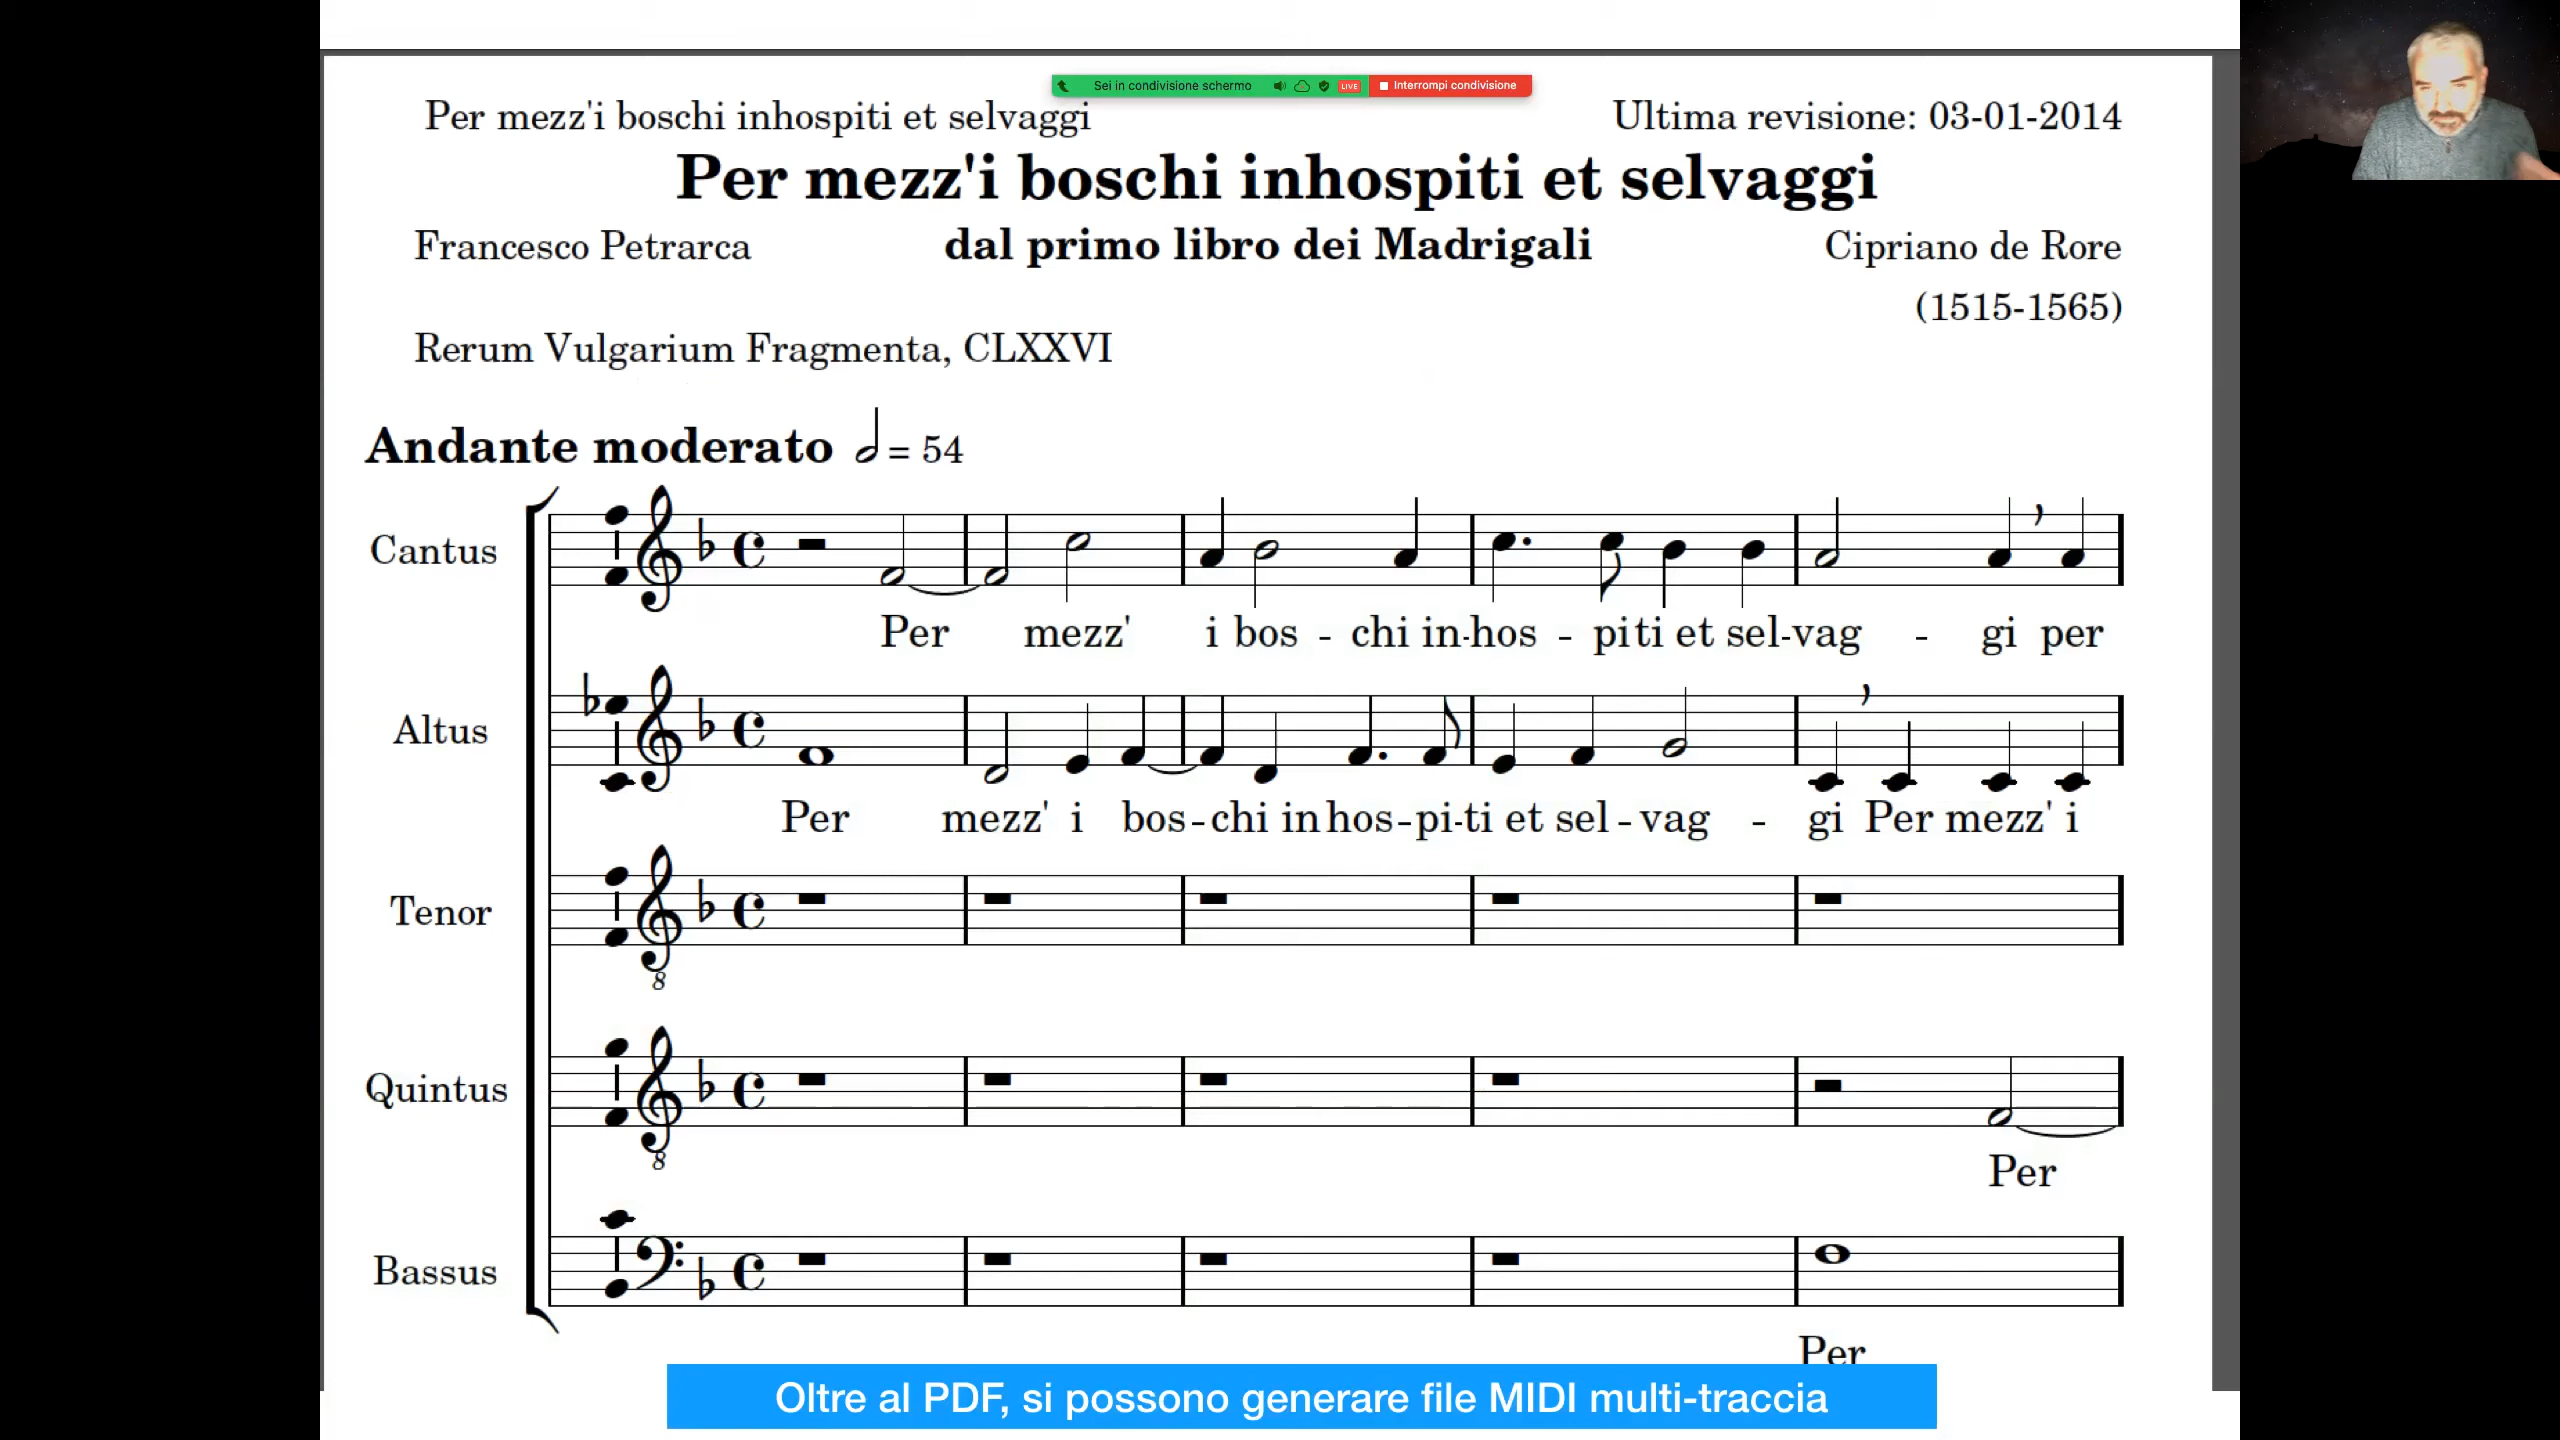 Sei in condivisione schermo LIVE Interrompi condivisione
Per mezz'i boschi inhospiti et selvaggi Ultima revisione: 03-01-2014
Per mezz'i boschi inhospiti et selvaggi
Francesco Petrarca dal primo libro dei Madrigali Cipriano de Rore
(1515-1565)
Rerum Vulgarium Fragmenta, CLXXVI
Andante moderato = 54
Cantus
Per mezz' i bos - chi in-hos - piti et sel-vag - gi per
Altus
Per mezz' i bos-chi inhos-pi-ti et sel-vag - gi Per mezz' i
Tenor
8
Quintus
8
Per
Bassus
Per
Oltre al PDF, si possono generare file MIDI multi-traccia